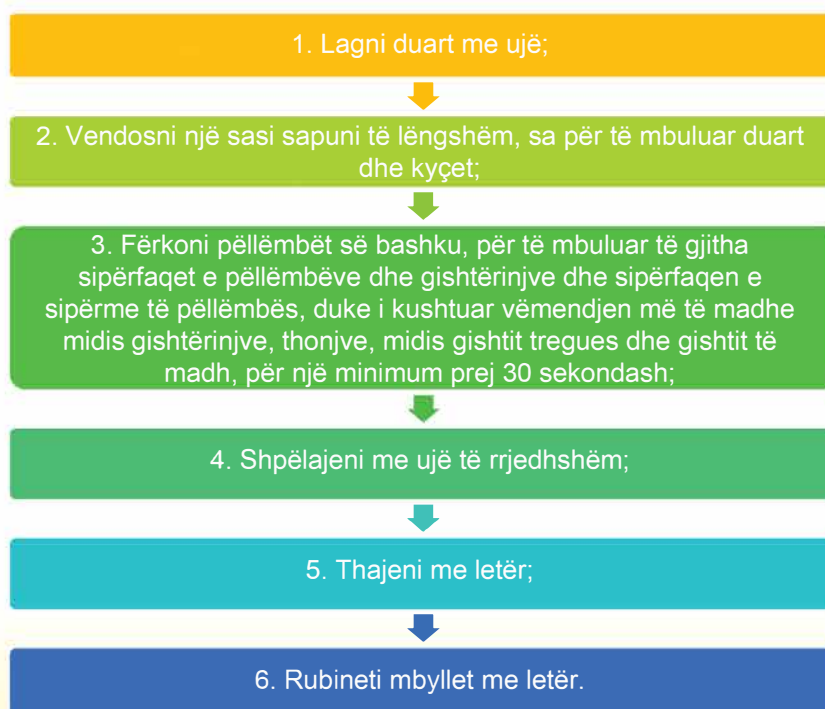 1. Lagni duart me ujë;
2. Vendosni një sasi sapuni të lëngshëm, sa për të mbuluar duart
dhe kyçet;
3. Fërkoni pëllëmbët së bashku, për të mbuluar të gjitha
sipërfaqet e pëllëmbëve dhe gishtërinjve dhe sipërfaqen e
sipërme të pëllëmbës, duke i kushtuar vëmendjen më të madhe
midis gishtërinjve, thonjve, midis gishtit tregues dhe gishtit të
madh, për një minimum prej 30 sekondash;
4. Shpëlajeni me ujë të rrjedhshëm;
5. Thajeni me letër;
6. Rubineti mbyllet me letër.